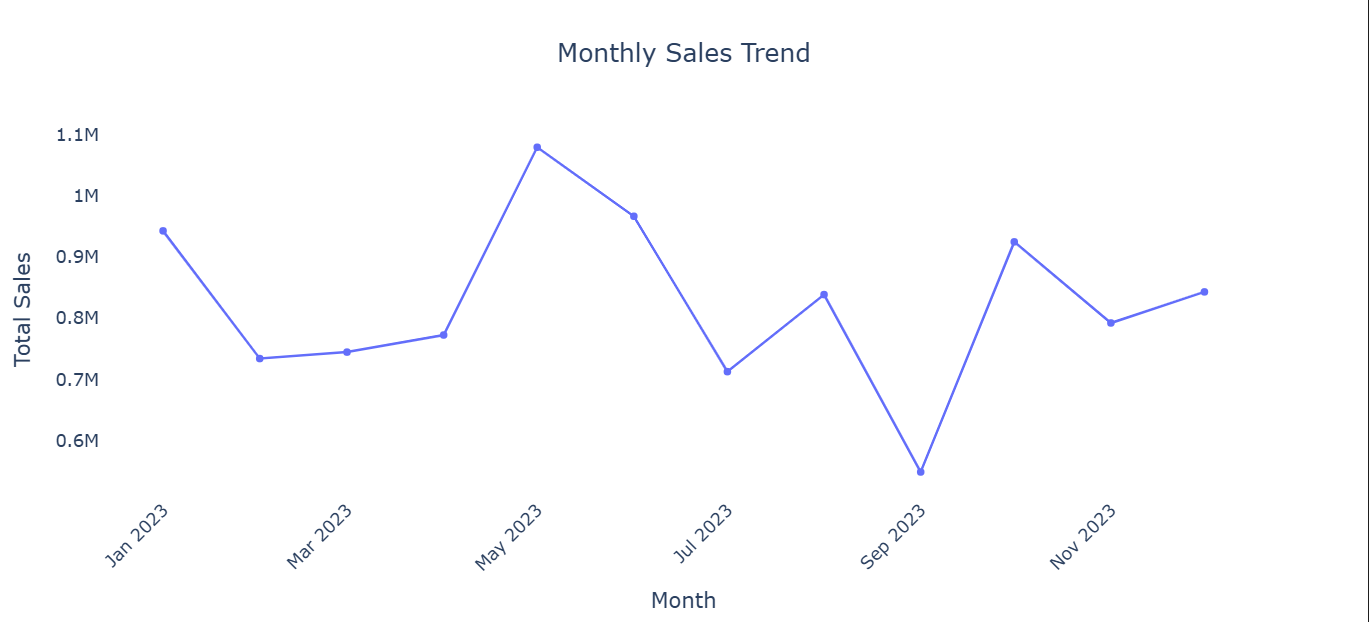 Monthly Sales Trend
1.1M
1M
0.9M
0.8M
0.7M
0.6M
Total Sales
Jan 2023
Mar 2023
May 2023
Jul 2023
Sep 2023
Nov 2023
Month